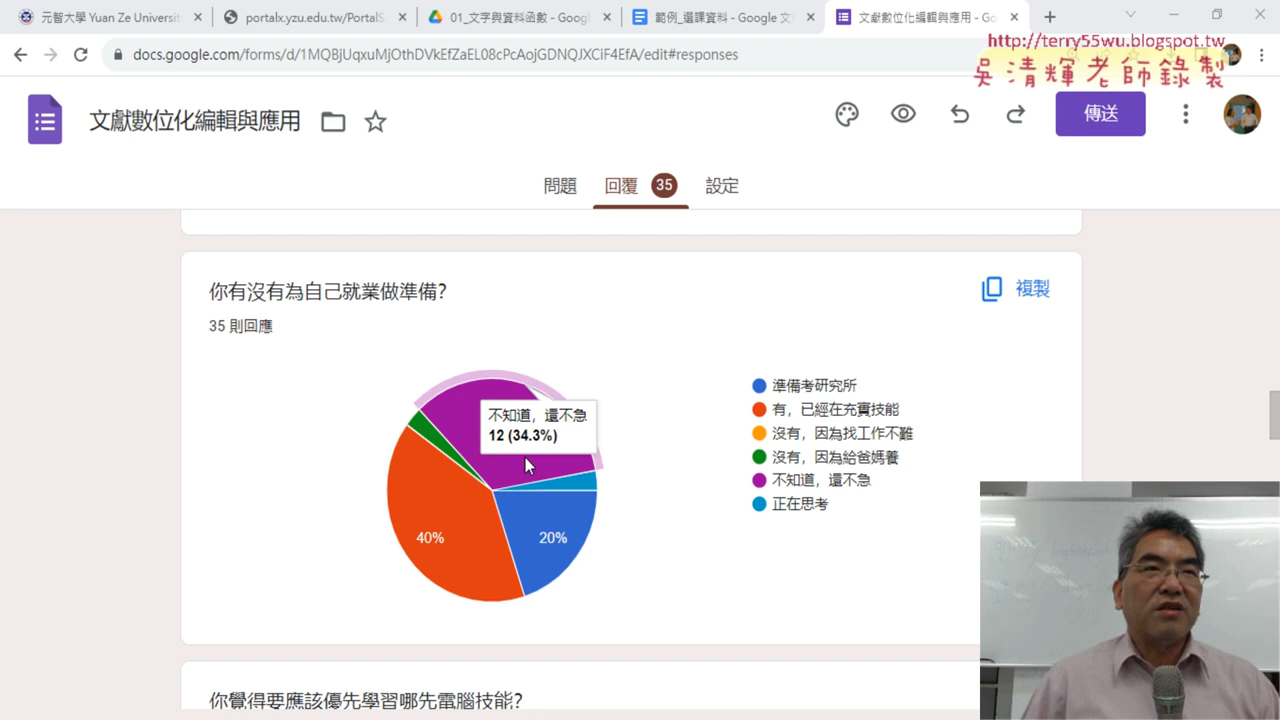 元智大學 Yuan Ze Universit
portalx.yzu.edu.tw/PortalS
01_文字與資料函數 - Googl
範例_選課資料 - Google 文
文獻數位化編輯與應用 - Go
docs.google.com/forms/d/1MQBjUqxuMjOthDVkEfZaEL08cPcAqjGDNQJXCiF4EfA/edit#responses
http://terry55wu.blogspot.tw
吳清輝老師錄製
文獻數位化編輯與應用
傳送
問題
回覆 35
設定
你有沒有為自己就業做準備?
複製
35 則回應
不知道，還不急
12 (34.3%)
40%
20%
準備考研究所
有，已經在充實技能
沒有，因為找工作不難
沒有，因為給爸媽養
不知道，還不急
正在思考
你覺得要應該優先學習哪先電腦技能?